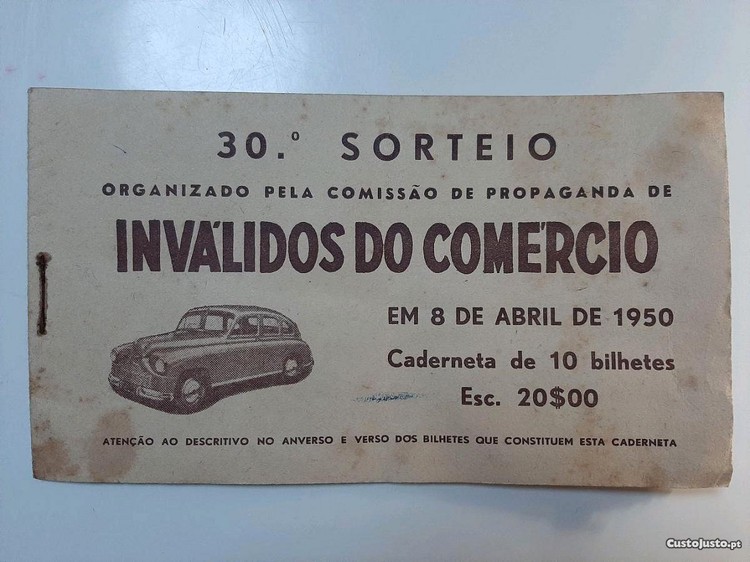 30.º SORTEIO
ORGANIZADO PELA COMISSÃO DE PROPAGANDA DE
INVÁLIDOS DO COMÉRCIO
EM 8 DE ABRIL DE 1950
Caderneta de 10 bilhetes
Esc. 20$00
ATENÇÃO AO DESCRITIVO NO ANVERSO E VERSO DOS BILHETES QUE CONSTITUEM ESTA CADERNETA
CustoJusto.pt